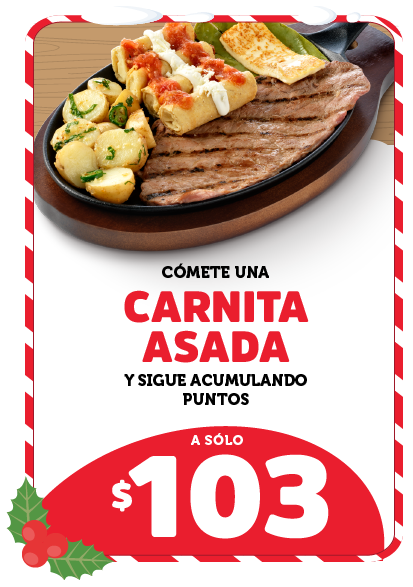 CÓMETE UNA
CARNITA
ASADA
Y SIGUE ACUMULANDO
PUNTOS
A SÓLO
$103